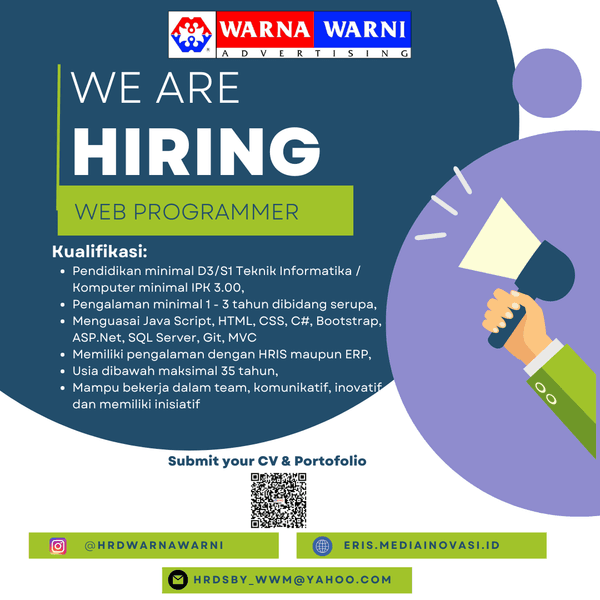 WARNA WARNI
ADVERTISING
WE ARE
HIRING
WEB PROGRAMMER
Kualifikasi:
• Pendidikan minimal D3/S1 Teknik Informatika /
Komputer minimal IPK 3.00,
• Pengalaman minimal 1 - 3 tahun dibidang serupa,
• Menguasai Java Script, HTML, CSS, C#, Bootstrap,
ASP.Net, SQL Server, Git, MVC
• Memiliki pengalaman dengan HRIS maupun ERP,
• Usia dibawah maksimal 35 tahun,
• Mampu bekerja dalam team, komunikatif, inovatif
dan memiliki inisiatif
Submit your CV & Portofolio
@HRDWARNAWARNI
ERIS.MEDIAINOVASI.ID
HRDSBY_WWM@YAHOO.COM